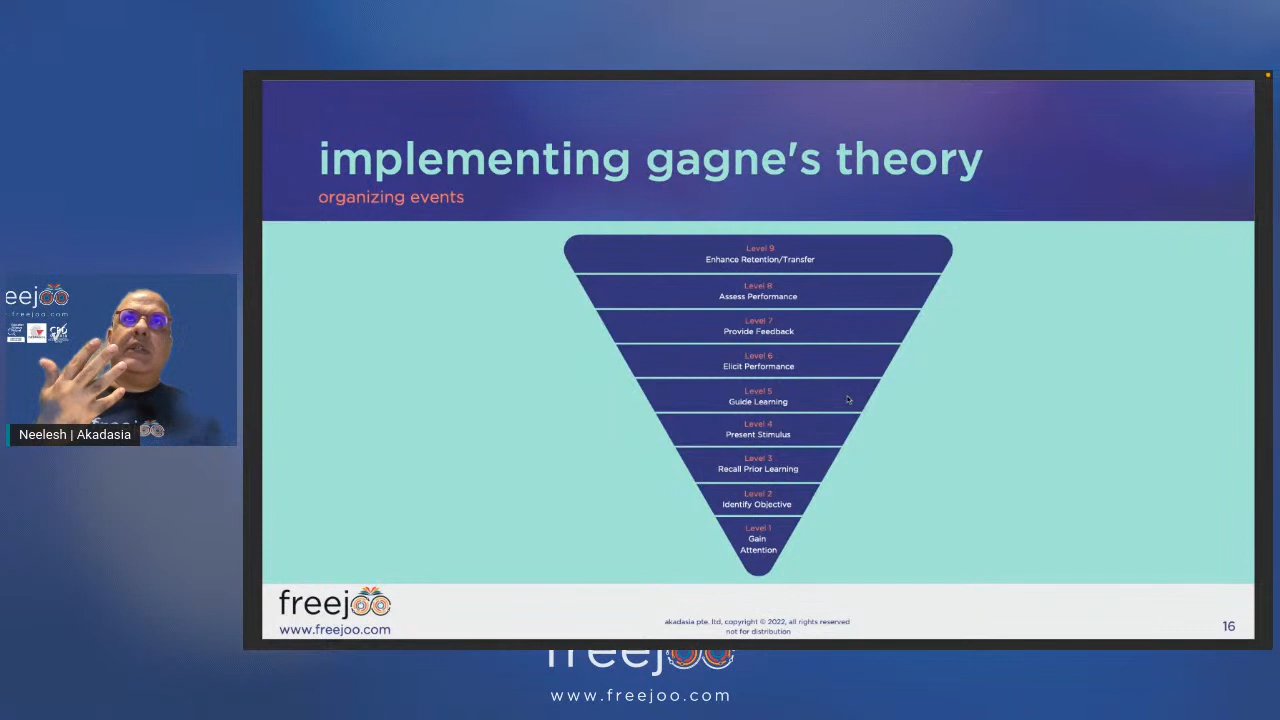 implementing gagne's theory
organizing events
Level 9
Enhance Retention/Transfer
Level 8
Assess Performance
Level 7
Provide Feedback
Level 6
Elicit Performance
Level 5
Guide Learning
Level 4
Present Stimulus
Level 3
Recall Prior Learning
Level 2
Identify Objective
Level 1
Gain
Attention
eejoo
freejoo.com
Neelesh | Akadasia
freejoo
www.freejoo.com
akadasia pte. ltd, copyright © 2022, all rights reserved
not for distribution
16
freejoo
www.freejoo.com